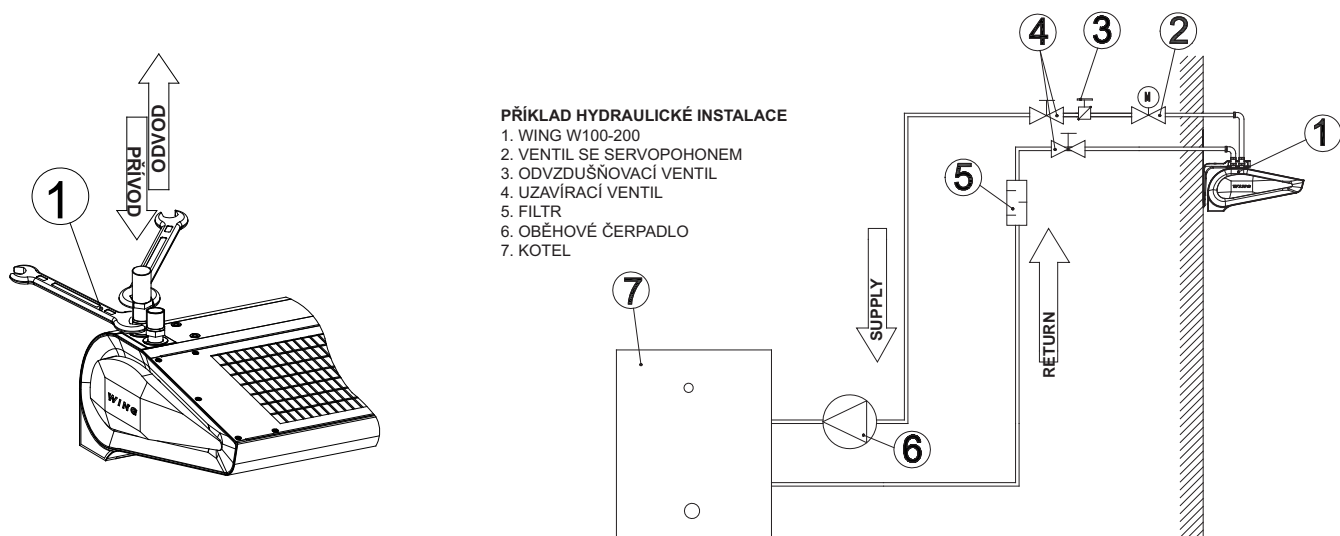 ODVOD
PŘÍVOD
1
WING
PŘÍKLAD HYDRAULICKÉ INSTALACE
1. WING W100-200
2. VENTIL SE SERVOPOHONEM
3. ODVZDUŠŇOVACÍ VENTIL
4. UZAVÍRACÍ VENTIL
5. FILTR
6. OBĚHOVÉ ČERPADLO
7. KOTEL
4
3
2
M
1
WING
5
SUPPLY
RETURN
7
6